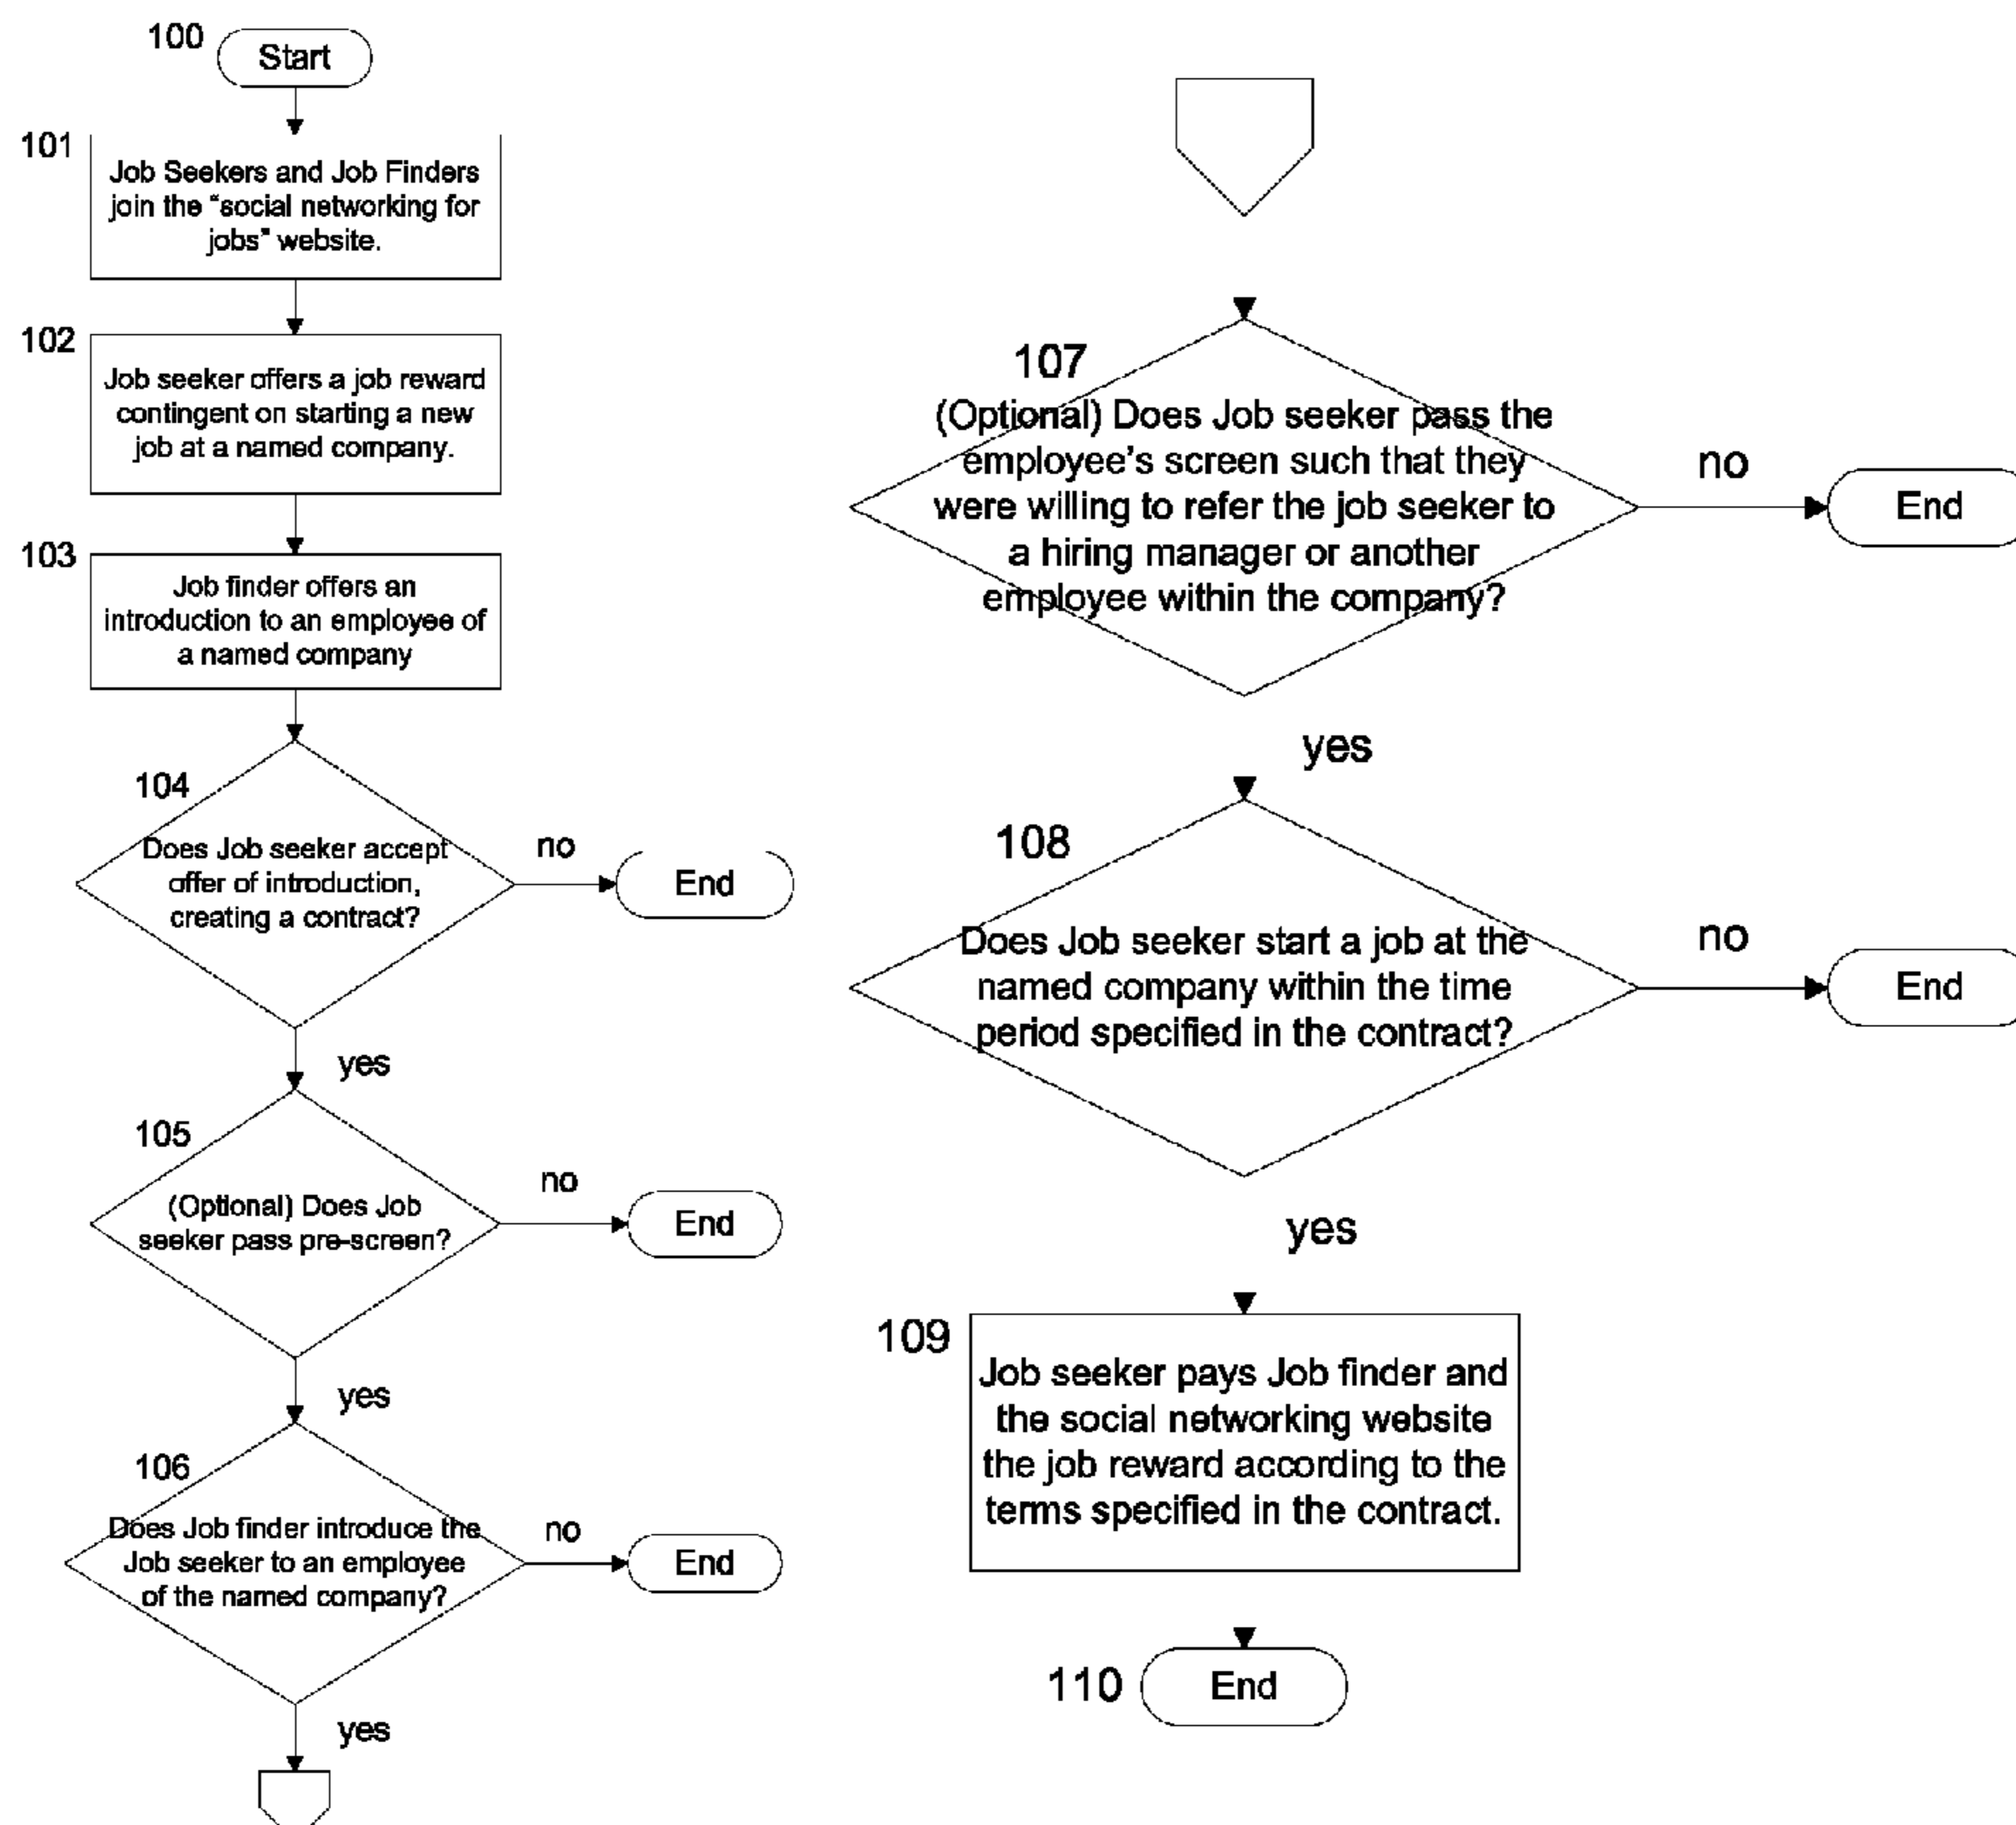 100
Start
101
Job Seekers and Job Finders
join the "social networking for
jobs" website.
102
Job seeker offers a job reward
contingent on starting a new
job at a named company.
103
Job finder offers an
introduction to an employee of
a named company
104
Does Job seeker accept
offer of introduction,
creating a contract?
no
End
yes
105
(Optional) Does Job
seeker pass pre-screen?
no
End
yes
106
Does Job finder introduce the
Job seeker to an employee
of the named company?
no
End
yes
107
(Optional) Does Job seeker pass the
employee's screen such that they
were willing to refer the job seeker to
a hiring manager or another
employee within the company?
no
End
yes
108
Does Job seeker start a job at the
named company within the time
period specified in the contract?
no
End
yes
109
Job seeker pays Job finder and
the social networking website
the job reward according to the
terms specified in the contract.
110
End